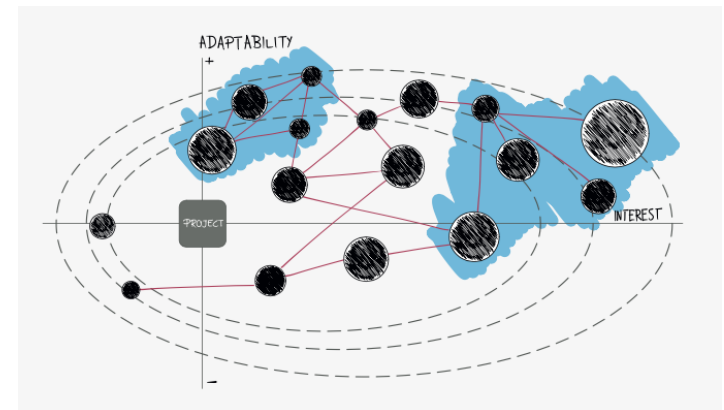 ADAPTABILITY
+
PROJECT
INTEREST
-